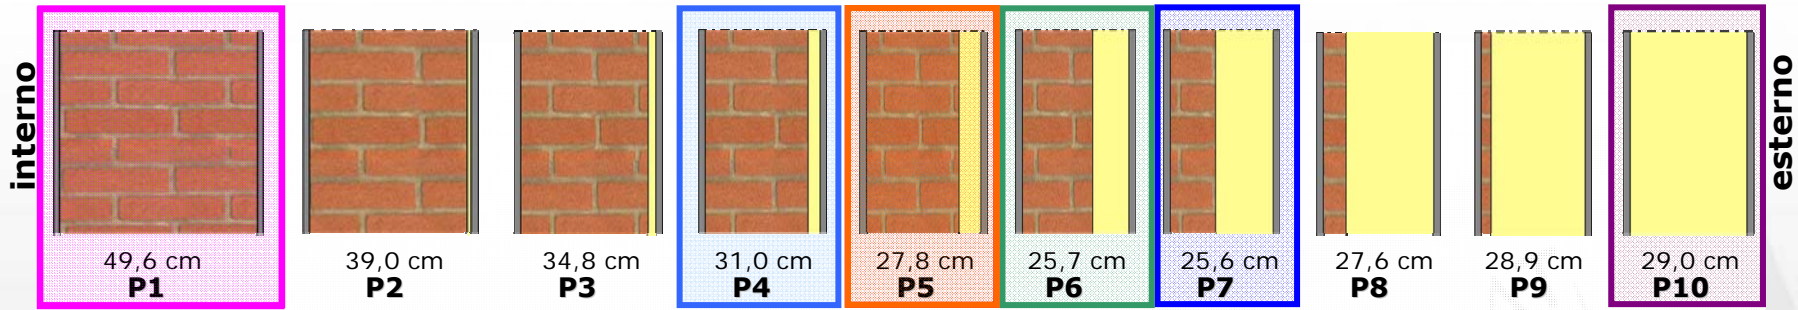 interno
49,6 cm
P1
39,0 cm
P2
34,8 cm
P3
31,0 cm
P4
27,8 cm
P5
25,7 cm
P6
25,6 cm
P7
27,6 cm
P8
28,9 cm
P9
29,0 cm
P10
esterno